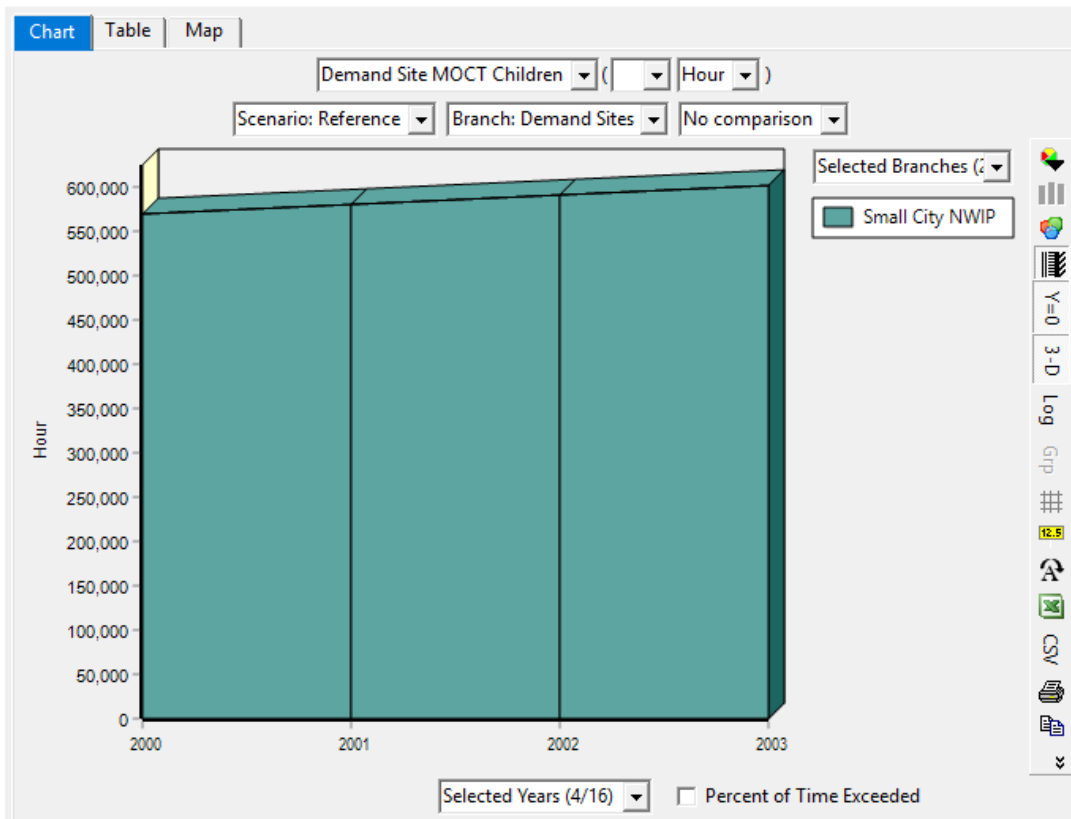 Chart Table Map
Demand Site MOCT Children ( Hour )
Scenario: Reference Branch: Demand Sites No comparison
Selected Branches (2
Small City NWIP
600,000
550,000
500,000
450,000
400,000
350,000
300,000
250,000
200,000
150,000
100,000
50,000
0
Hour
2000 2001 2002 2003
Y=0
3-D
Log
Grp
12.5
A
CSV
Selected Years (4/16) Percent of Time Exceeded